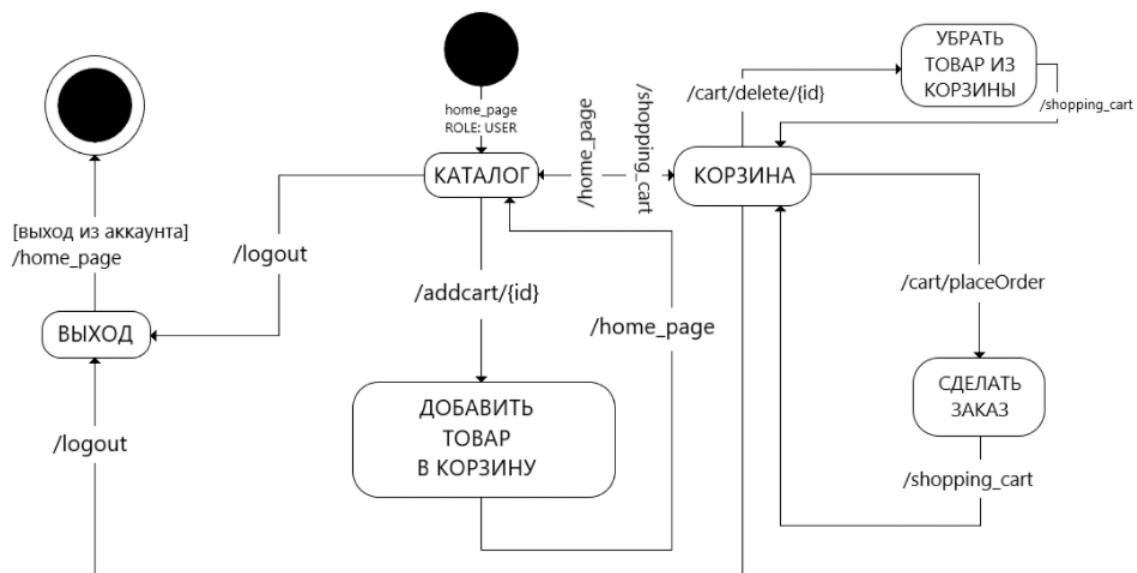 УБРАТЬ
ТОВАР ИЗ
КОРЗИНЫ
/cart/delete/{id}
/shopping_cart
home_page
ROLE: USER
КАТАЛОГ
/home_page
/shopping_cart
КОРЗИНА
[выход из аккаунта]
/home_page
/logout
/addcart/{id}
/cart/placeOrder
/home_page
ВЫХОД
СДЕЛАТЬ
ЗАКАЗ
ДОБАВИТЬ
ТОВАР
В КОРЗИНУ
/logout
/shopping_cart